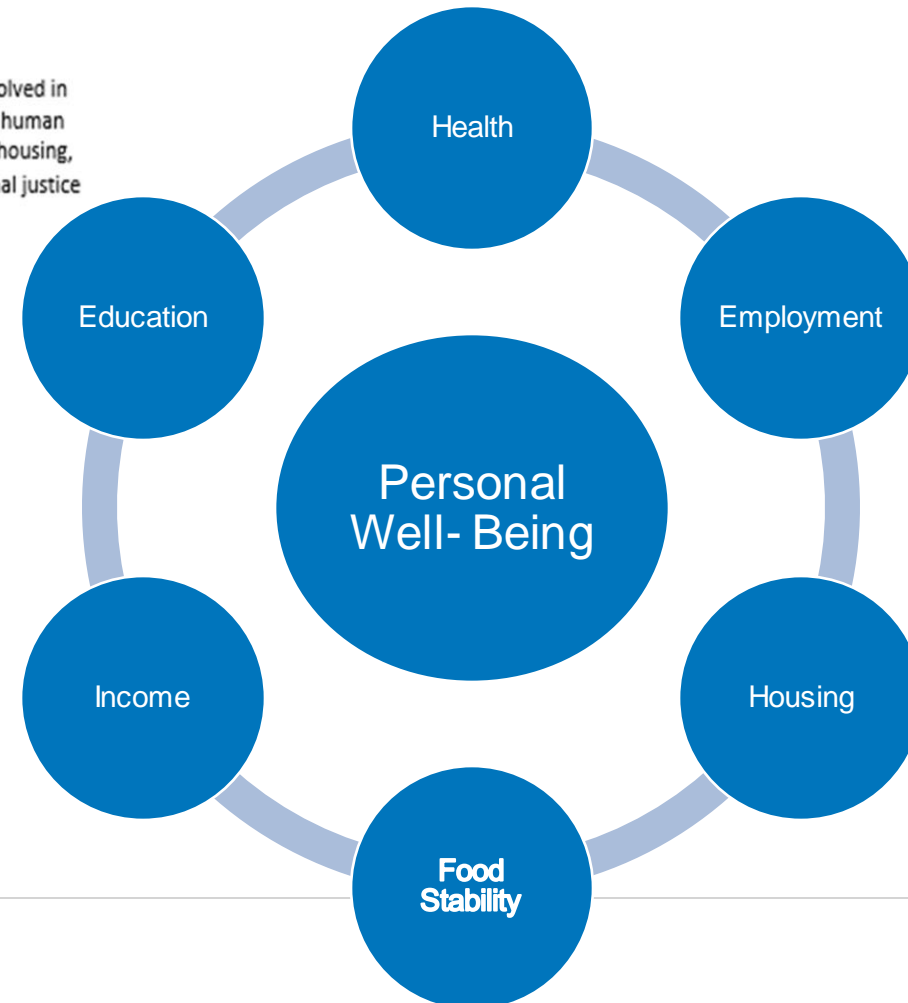 olved in
human
housing,
al justice
Health
Education
Employment
Personal
Well- Being
Income
Housing
Food
Stability